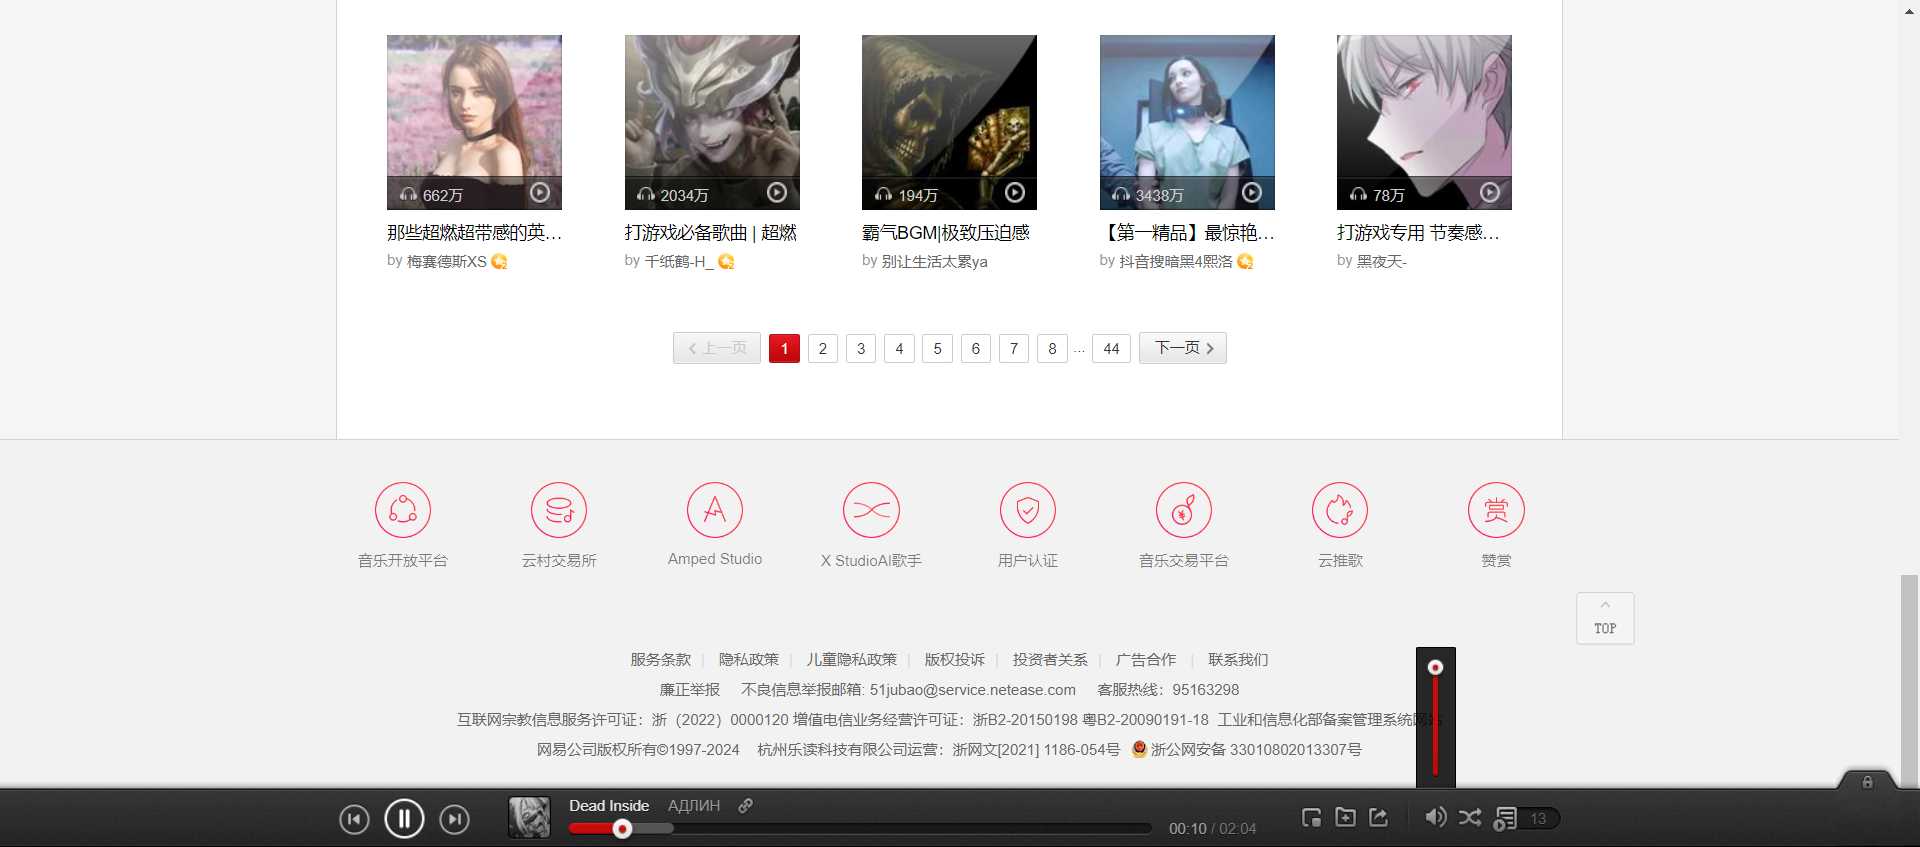 662万
2034万
194万
3438万
78万
那些超燃超带感的英...
打游戏必备歌曲 | 超燃
霸气BGM|极致压迫感
【第一精品】最惊艳...
打游戏专用 节奏感...
by 梅赛德斯XS
by 千纸鹤-H_
by 别让生活太累ya
by 抖音搜暗黑4熙洛
by 黑夜天-
上一页 1 2 3 4 5 6 7 8 ... 44 下一页
赏
音乐开放平台
云村交易所
Amped Studio
X StudioAI歌手
用户认证
音乐交易平台
云推歌
赞赏
TOP
服务条款 | 隐私政策 | 儿童隐私政策 | 版权投诉 | 投资者关系 | 广告合作 | 联系我们
廉正举报 不良信息举报邮箱: 51jubao@service.netease.com 客服热线：95163298
互联网宗教信息服务许可证：浙（2022）0000120 增值电信业务经营许可证：浙B2-20150198 粤B2-20090191-18 工业和信息化部备案管理系统网站
网易公司版权所有©1997-2024 杭州乐读科技有限公司运营：浙网文[2021] 1186-054号 浙公网安备 33010802013307号
Dead Inside АДЛИН
00:10 / 02:04
13